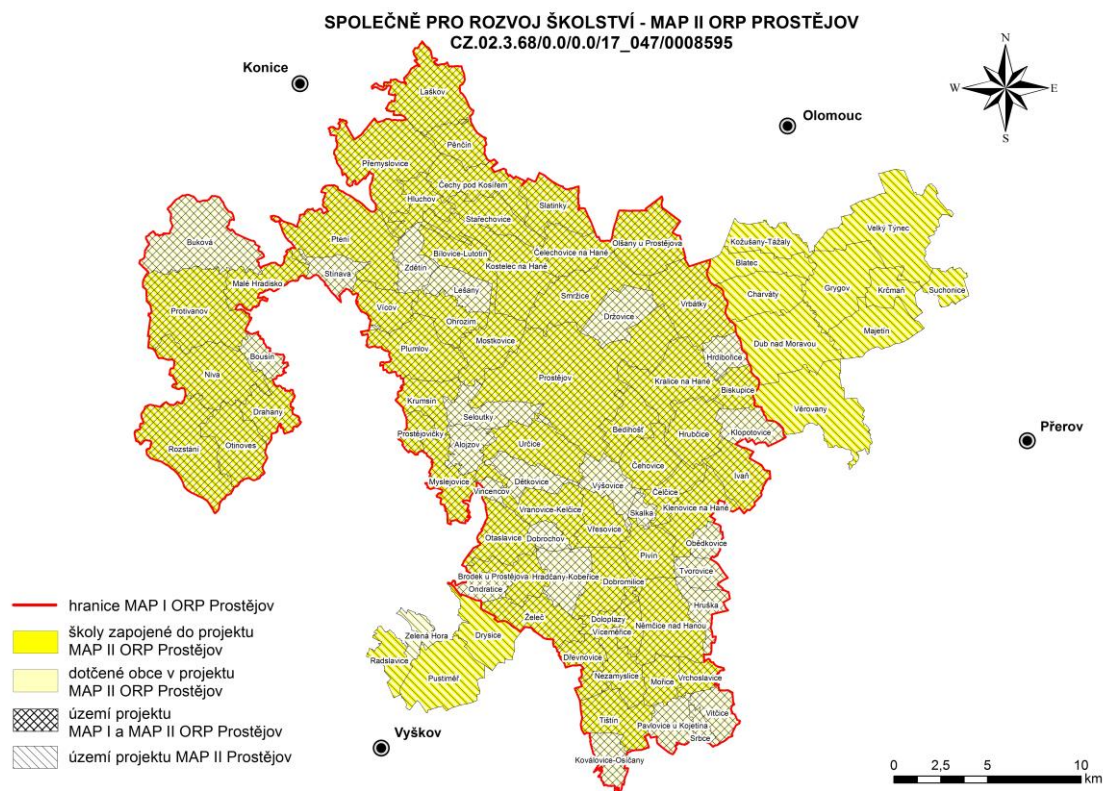 SPOLEČNĚ PRO ROZVOJ ŠKOLSTVÍ - MAP II ORP PROSTĚJOV
CZ.02.3.68/0.0/0.0/17_047/0008595
Konice
Olomouc
N
W
E
S
Laškov
Pěnčín
Přemyslovice
Čechy pod Kosířem
Hluchov
Slatinky
Stařechovice
Velký Týnec
Buková
Ptení
Olšany u Prostějova
Kožušany-Tážaly
Bílovice-Lutotín
Čelechovice na Hané
Blatec
Zdětín
Kostelec na Hané
Stínava
Malé Hradisko
Lešany
Smržice
Charváty
Grygov
Krčmaň
Suchonice
Vrbátky
Protivanov
Vícov
Držovice
Ohrozim
Majetín
Plumlov
Mostkovice
Dub nad Moravou
Bousín
Hrdibořice
Niva
Prostějov
Kralice na Hané
Biskupice
Krumsín
Drahany
Seloutky
Věrovany
Prostějovičky
Bedihošť
Hrubčice
Klopotovice
Přerov
Rozstání
Otinoves
Alojzov
Určice
Čehovice
Myslejovice
Dětkovice
Výšovice
Ivaň
Vincencov
Čelčice
Vranovice-Kelčice
Skalka
Klenovice na Hané
Vřesovice
Otaslavice
Dobrochov
Obědkovice
Pivín
Tvorovice
Brodek u Prostějova
Hradčany-Kobeřice
Dobromilice
Ondratice
Hruška
Želeč
Doloplazy
Víceměřice
Němčice nad Hanou
Zelená Hora
Drysice
Radslavice
Dřevnovice
Pustiměř
Nezamyslice
Mořice
Vrchoslavice
Vitčice
Tištín
Pavlovice u Kojetína
Srbce
Vyškov
Koválovice-Osíčany
hranice MAP I ORP Prostějov
školy zapojené do projektu
MAP II ORP Prostějov
dotčené obce v projektu
MAP II ORP Prostějov
území projektu
MAP I a MAP II ORP Prostějov
území projektu MAP II Prostějov
0 2,5 5 10
km